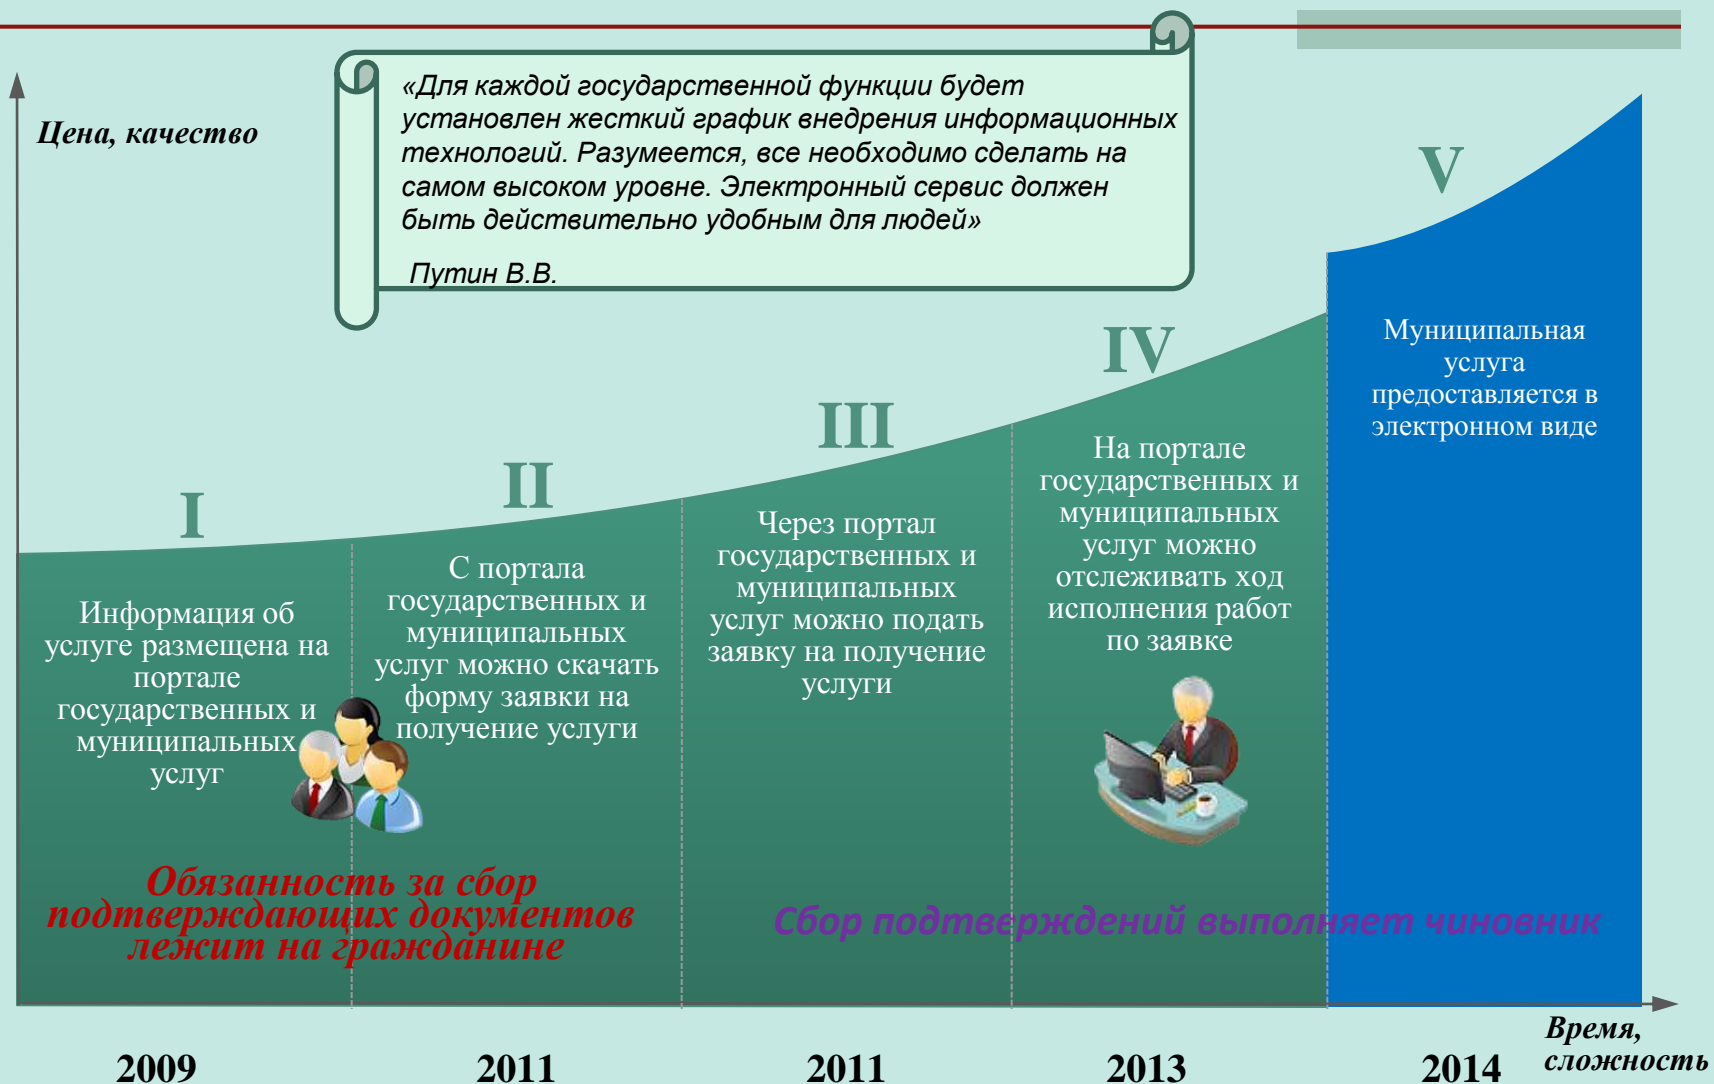 «Для каждой государственной функции будет
установлен жесткий график внедрения информационных
технологий. Разумеется, все необходимо сделать на
самом высоком уровне. Электронный сервис должен
быть действительно удобным для людей»
Путин В.В.
Цена, качество
I
Информация об
услуге размещена на
портале
государственных и
муниципальных
услуг
II
С портала
государственных и
муниципальных
услуг можно скачать
форму заявки на
получение услуги
III
Через портал
государственных и
муниципальных
услуг можно подать
заявку на получение
услуги
IV
На портале
государственных и
муниципальных
услуг можно
отслеживать ход
исполнения работ
по заявке
V
Муниципальная
услуга
предоставляется в
электронном виде
Обязанность за сбор
подтверждающих документов
лежит на гражданине
Сбор подтверждений выполняет чиновник
2009
2011
2011
2013
2014
Время,
сложность